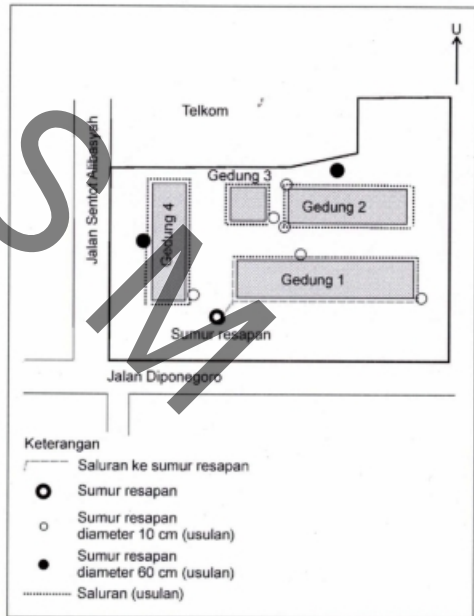 U
Telkom
Jalan Sentot Alibasyah
Gedung 3
Gedung 2
Gedung 4
Gedung 1
Sumur resapan
Jalan Diponegoro
Keterangan
Saluran ke sumur resapan
Sumur resapan
Sumur resapan
diameter 10 cm (usulan)
Sumur resapan
diameter 60 cm (usulan)
Saluran (usulan)
S
M